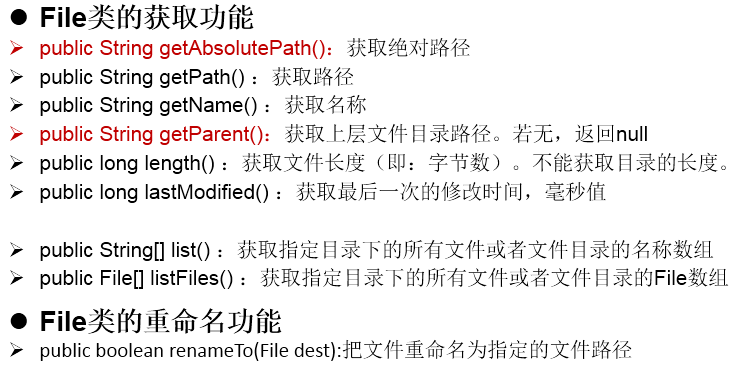 ● File类的获取功能
➢ public String getAbsolutePath()：获取绝对路径
➢ public String getPath() ：获取路径
➢ public String getName() ：获取名称
➢ public String getParent()：获取上层文件目录路径。若无，返回null
➢ public long length() ：获取文件长度（即：字节数）。不能获取目录的长度。
➢ public long lastModified() ：获取最后一次的修改时间，毫秒值
➢ public String[] list() ：获取指定目录下的所有文件或者文件目录的名称数组
➢ public File[] listFiles() ：获取指定目录下的所有文件或者文件目录的File数组
● File类的重命名功能
➢ public boolean renameTo(File dest):把文件重命名为指定的文件路径